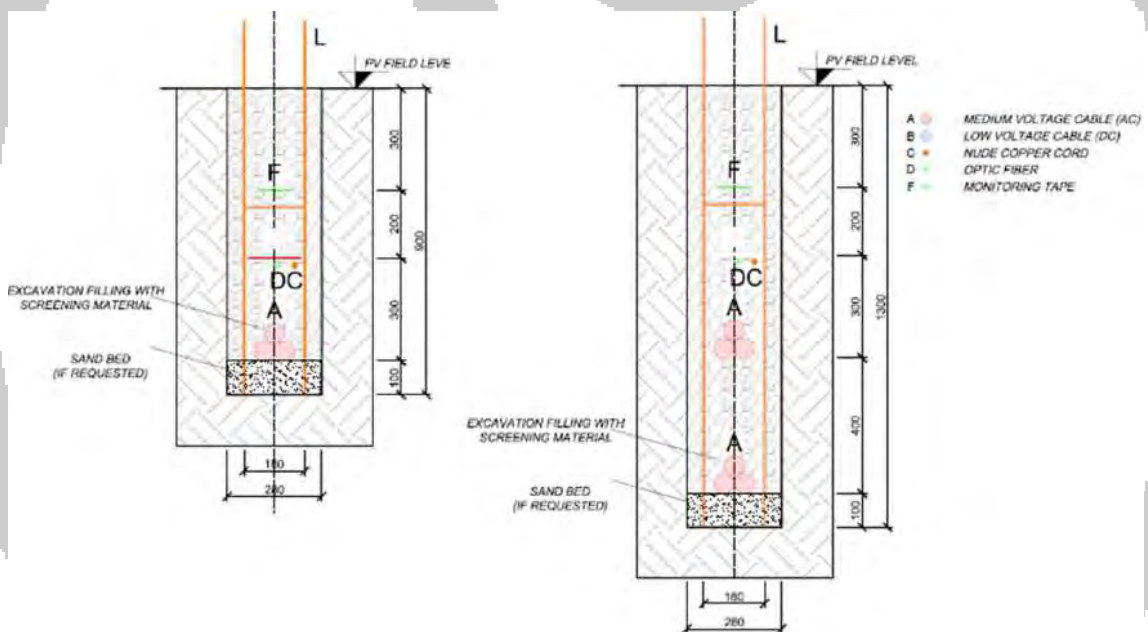 L
PV FIELD LEVE
F
300
200
900
DC
A
300
EXCAVATION FILLING WITH
SCREENING MATERIAL
SAND BED
(IF REQUESTED)
100
180
280
L
PV FIELD LEVEL
F
300
200
DC
A
300
1300
400
EXCAVATION FILLING WITH
SCREENING MATERIAL
A
SAND BED
(IF REQUESTED)
100
180
280
A MEDIUM VOLTAGE CABLE (AC)
B LOW VOLTAGE CABLE (DC)
C NUDE COPPER CORD
D OPTIC FIBER
F MONITORING TAPE